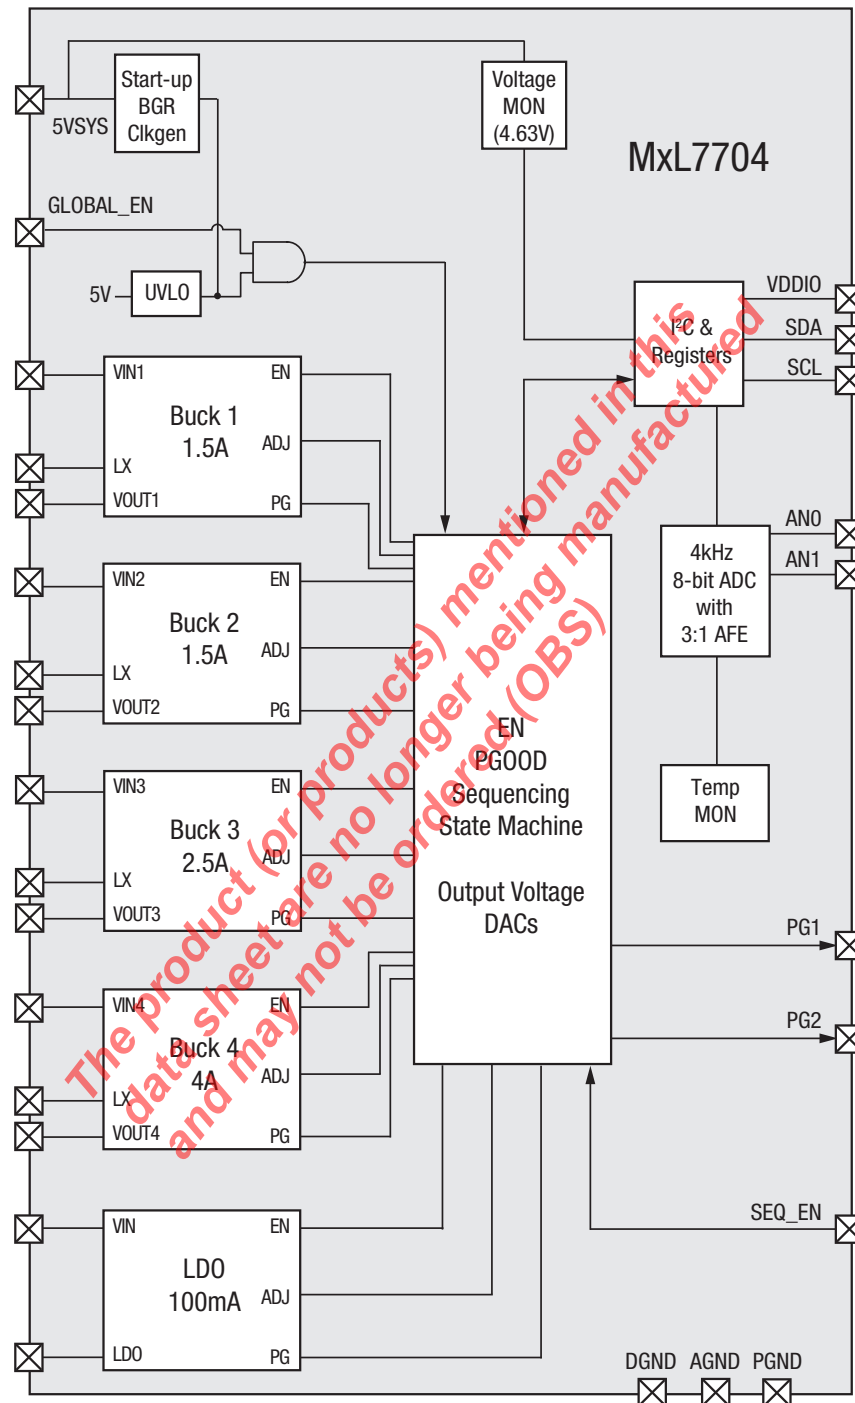 Start-up
BGR
Clkgen
5VSYS
Voltage
MON
(4.63V)
MxL7704
GLOBAL_EN
5V
UVLO
I²C &
Registers
VDDIO
SDA
SCL
VIN1
EN
Buck 1
1.5A
ADJ
LX
VOUT1
PG
4kHz
8-bit ADC
with
3:1 AFE
AN0
AN1
VIN2
EN
Buck 2
1.5A
ADJ
LX
VOUT2
PG
EN
PGOOD
Sequencing
State Machine
Output Voltage
DACs
Temp
MON
VIN3
EN
Buck 3
2.5A
ADJ
LX
VOUT3
PG
PG1
PG2
VIN4
EN
Buck 4
4A
ADJ
LX
VOUT4
PG
SEQ_EN
VIN
EN
LDO
100mA
ADJ
LDO
PG
DGND AGND PGND
The product (or products) mentioned in this
data sheet are no longer being manufactured
and may not be ordered (OBS)